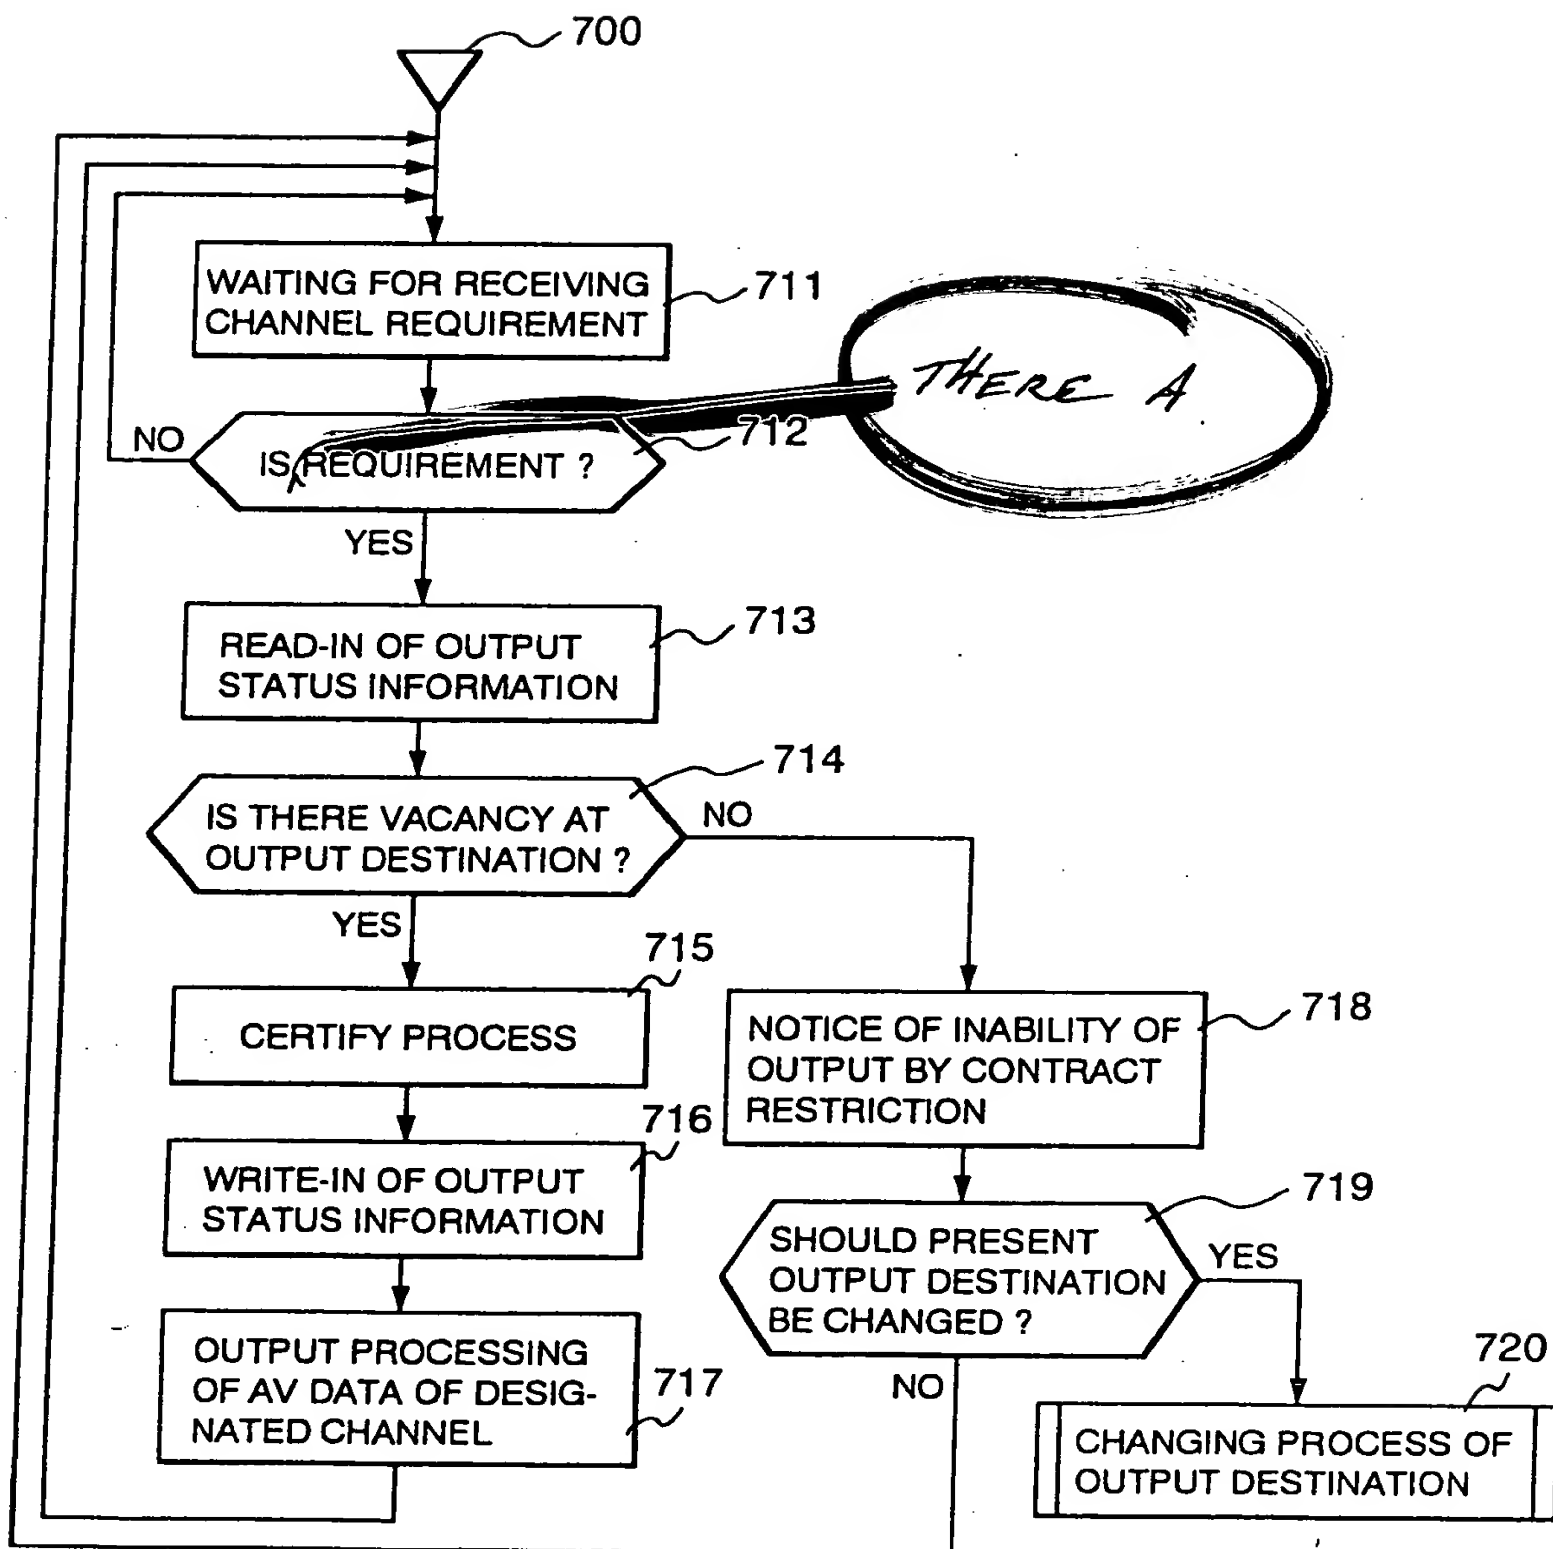 700
WAITING FOR RECEIVING
CHANNEL REQUIREMENT
711
THERE A
NO
712
IS REQUIREMENT ?
YES
READ-IN OF OUTPUT
STATUS INFORMATION
713
714
IS THERE VACANCY AT
OUTPUT DESTINATION ?
NO
YES
715
CERTIFY PROCESS
NOTICE OF INABILITY OF
OUTPUT BY CONTRACT
RESTRICTION
718
716
WRITE-IN OF OUTPUT
STATUS INFORMATION
719
SHOULD PRESENT
OUTPUT DESTINATION
BE CHANGED ?
YES
NO
OUTPUT PROCESSING
OF AV DATA OF DESIG-
NATED CHANNEL
717
720
CHANGING PROCESS OF
OUTPUT DESTINATION